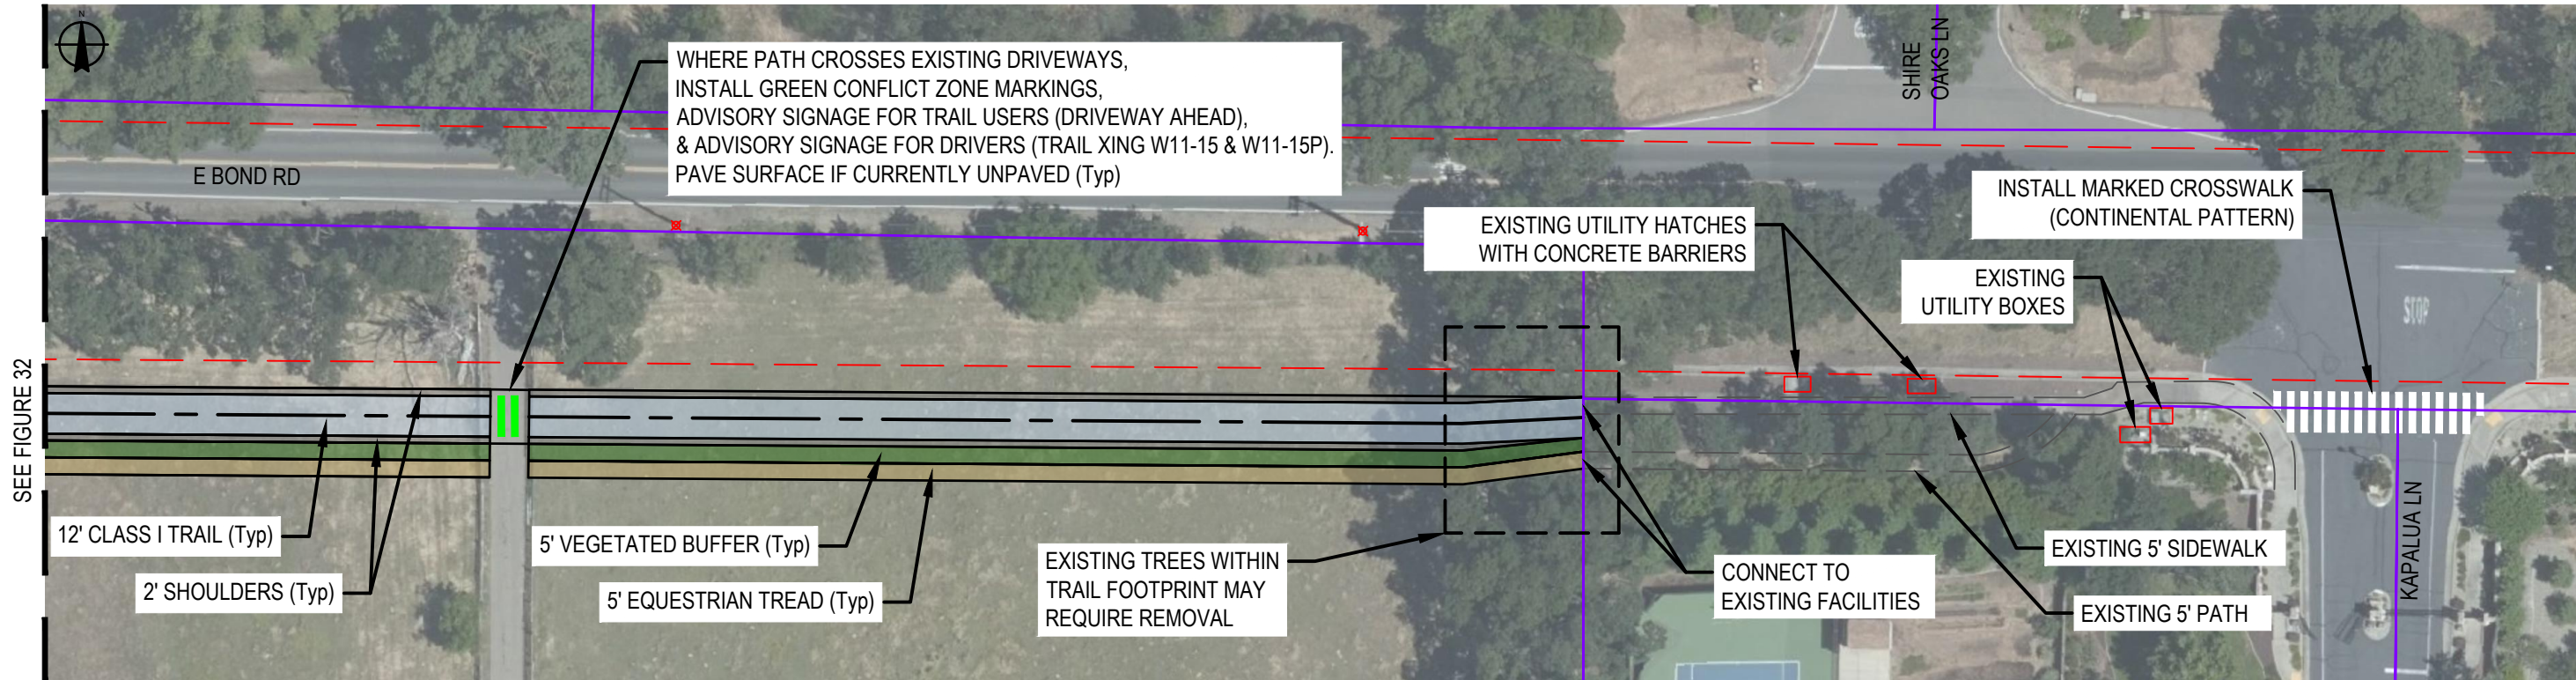 N
WHERE PATH CROSSES EXISTING DRIVEWAYS,
INSTALL GREEN CONFLICT ZONE MARKINGS,
ADVISORY SIGNAGE FOR TRAIL USERS (DRIVEWAY AHEAD),
& ADVISORY SIGNAGE FOR DRIVERS (TRAIL XING W11-15 & W11-15P).
PAVE SURFACE IF CURRENTLY UNPAVED (Typ)
SHIRE
OAKS LN
E BOND RD
INSTALL MARKED CROSSWALK
(CONTINENTAL PATTERN)
EXISTING UTILITY HATCHES
WITH CONCRETE BARRIERS
EXISTING
UTILITY BOXES
STOP
SEE FIGURE 32
12' CLASS I TRAIL (Typ)
2' SHOULDERS (Typ)
5' VEGETATED BUFFER (Typ)
5' EQUESTRIAN TREAD (Typ)
EXISTING TREES WITHIN
TRAIL FOOTPRINT MAY
REQUIRE REMOVAL
CONNECT TO
EXISTING FACILITIES
EXISTING 5' SIDEWALK
EXISTING 5' PATH
KAPALUA LN